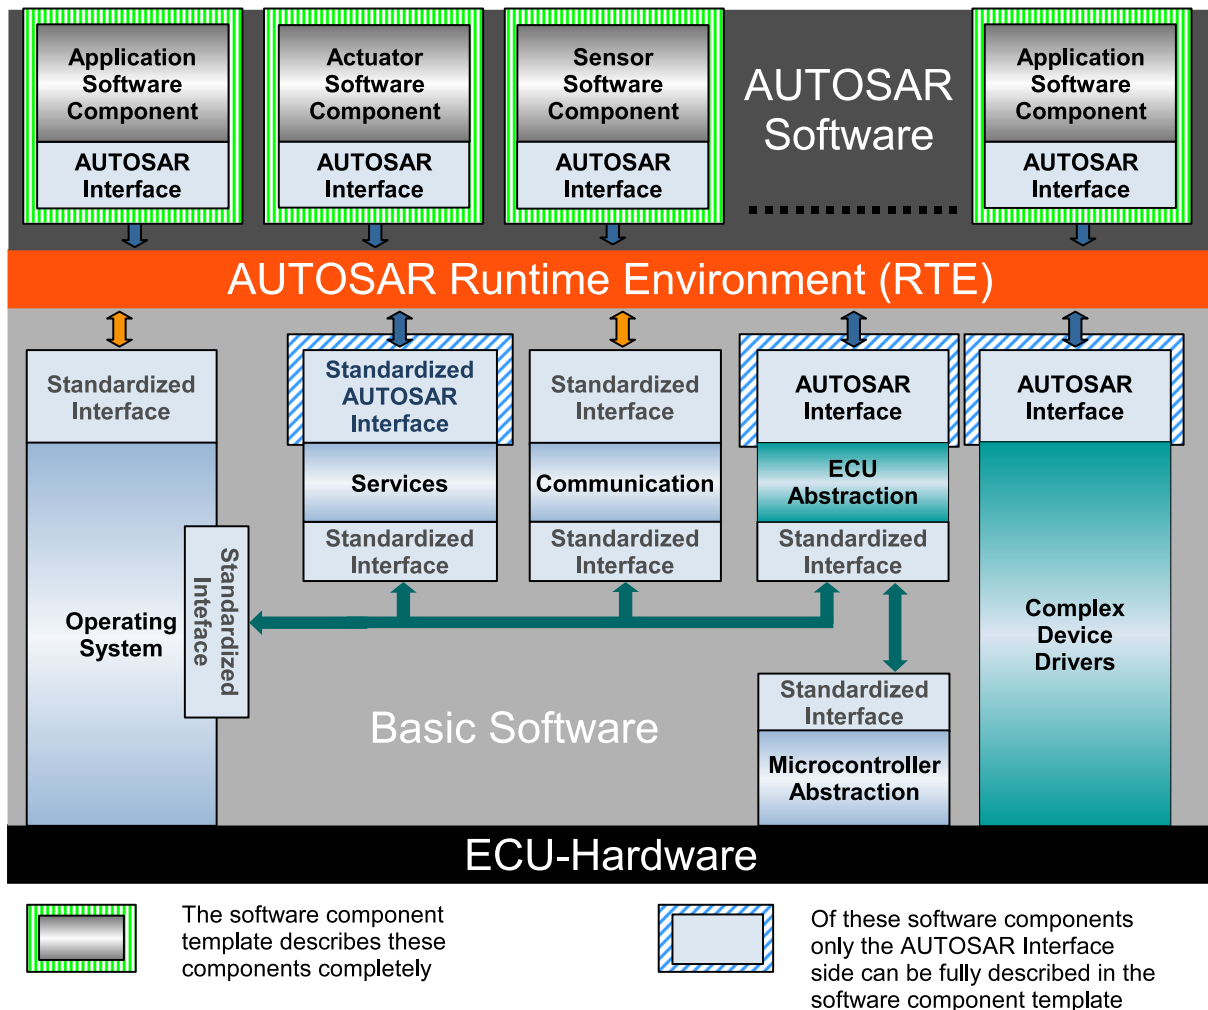 Application
Software
Component
AUTOSAR
Interface
Actuator
Software
Component
AUTOSAR
Interface
Sensor
Software
Component
AUTOSAR
Interface
AUTOSAR
Software
Application
Software
Component
AUTOSAR
Interface
AUTOSAR Runtime Environment (RTE)
Standardized
Interface
Operating
System
Standardized
Inteface
Standardized
AUTOSAR
Interface
Services
Standardized
Interface
Standardized
Interface
Communication
Standardized
Interface
AUTOSAR
Interface
ECU
Abstraction
Standardized
Interface
Standardized
Interface
Microcontroller
Abstraction
AUTOSAR
Interface
Complex
Device
Drivers
Basic Software
ECU-Hardware
The software component
template describes these
components completely
Of these software components
only the AUTOSAR Interface
side can be fully described in the
software component template